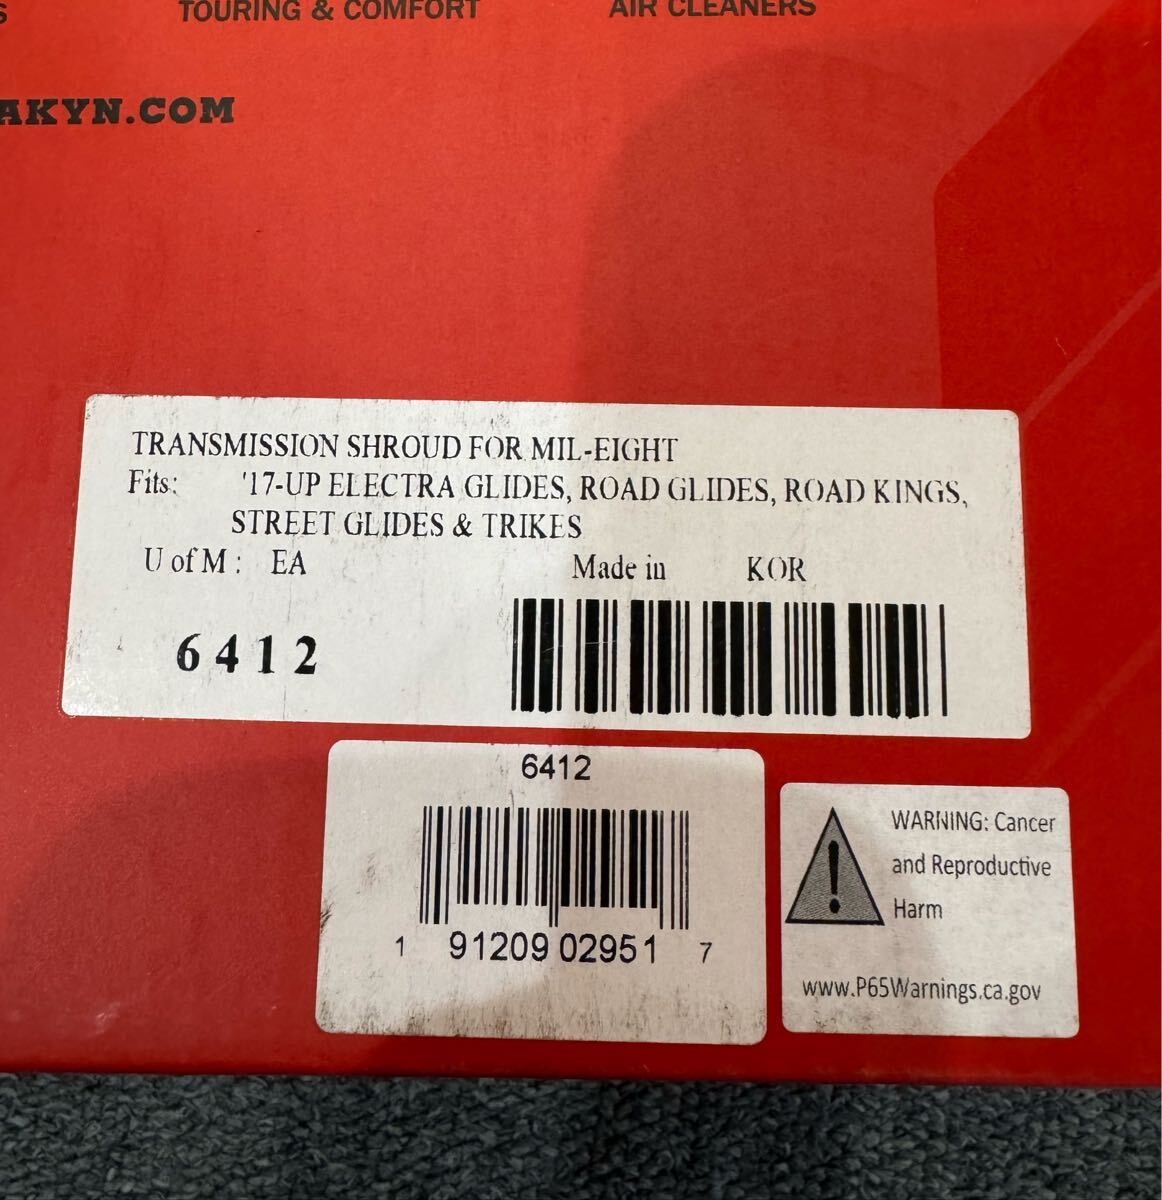 TOURING & COMFORT
AIR CLEANERS
AKYN.COM
TRANSMISSION SHROUD FOR MIL-EIGHT
Fits: '17-UP ELECTRA GLIDES, ROAD GLIDES, ROAD KINGS,
STREET GLIDES & TRIKES
U of M : EA Made in KOR
6412
6412
1 91209 02951 7
WARNING: Cancer
and Reproductive
Harm
www.P65Warnings.ca.gov